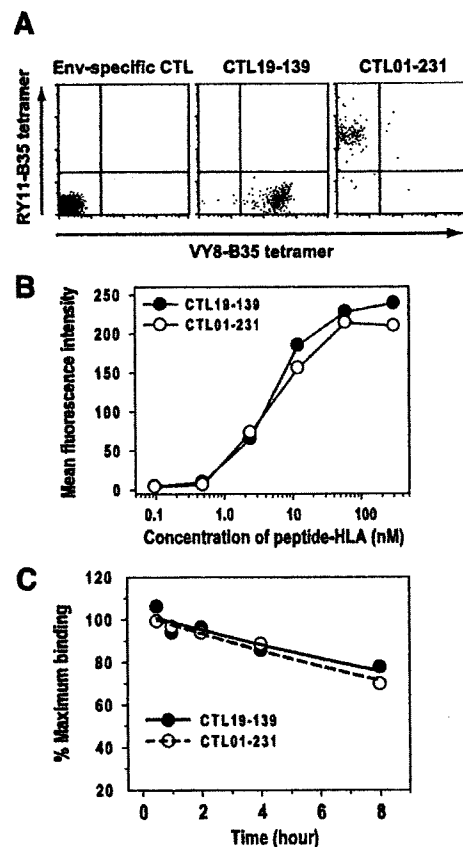 A
Env-specific CTL CTL19-139 CTL01-231
RY11-B35 tetramer
VY8-B35 tetramer
B
250
200
150
100
50
0
Mean fluorescence intensity
CTL19-139
CTL01-231
0.1 1.0 10 100
Concentration of peptide-HLA (nM)
C
120
100
80
60
40
20
% Maximum binding
CTL19-139
CTL01-231
0 2 4 6 8
Time (hour)